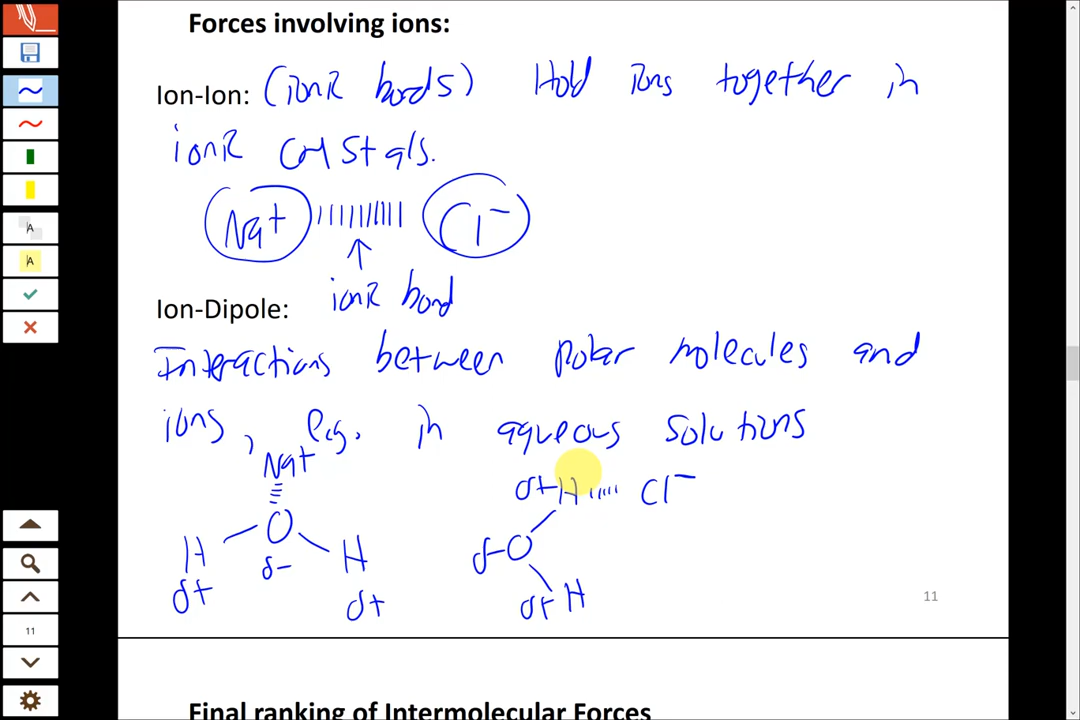 Forces involving ions:
Ion-Ion: (ionic bonds) Hold ions together in
ionic crystals.
Na+ Cl-
ionic bond
Ion-Dipole:
Interactions between polar molecules and
ions, e.g. in aqueous solutions
Na+
δ+ H Cl-
O
δ- O
H H
δ-
δ+ δ+
δ+ H
11
11
Final ranking of Intermolecular Forces
A
A